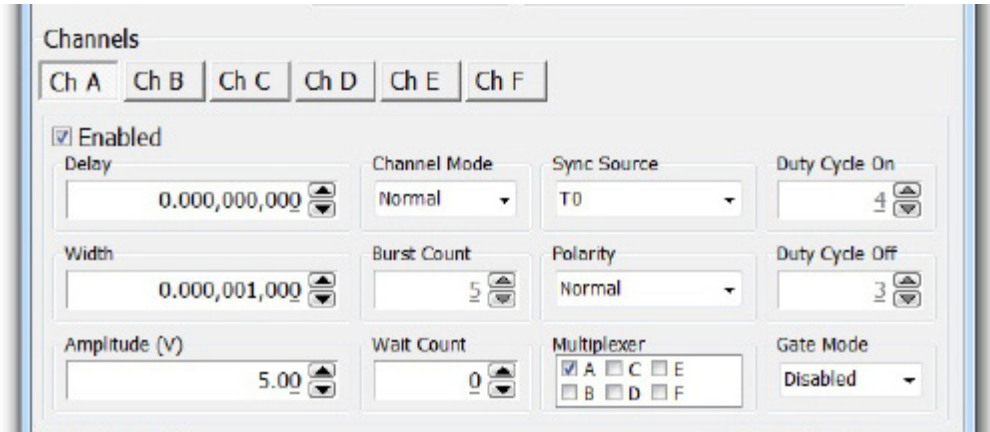 Channels
Ch A Ch B Ch C Ch D Ch E Ch F
Enabled
Delay Channel Mode Sync Source Duty Cycle On
0.000,000,000 Normal T0 4
Width Burst Count Polarity Duty Cycle Off
0.000,001,000 5 Normal 3
Amplitude (V) Wait Count Multiplexer Gate Mode
5.00 0 A C E Disabled
B D F